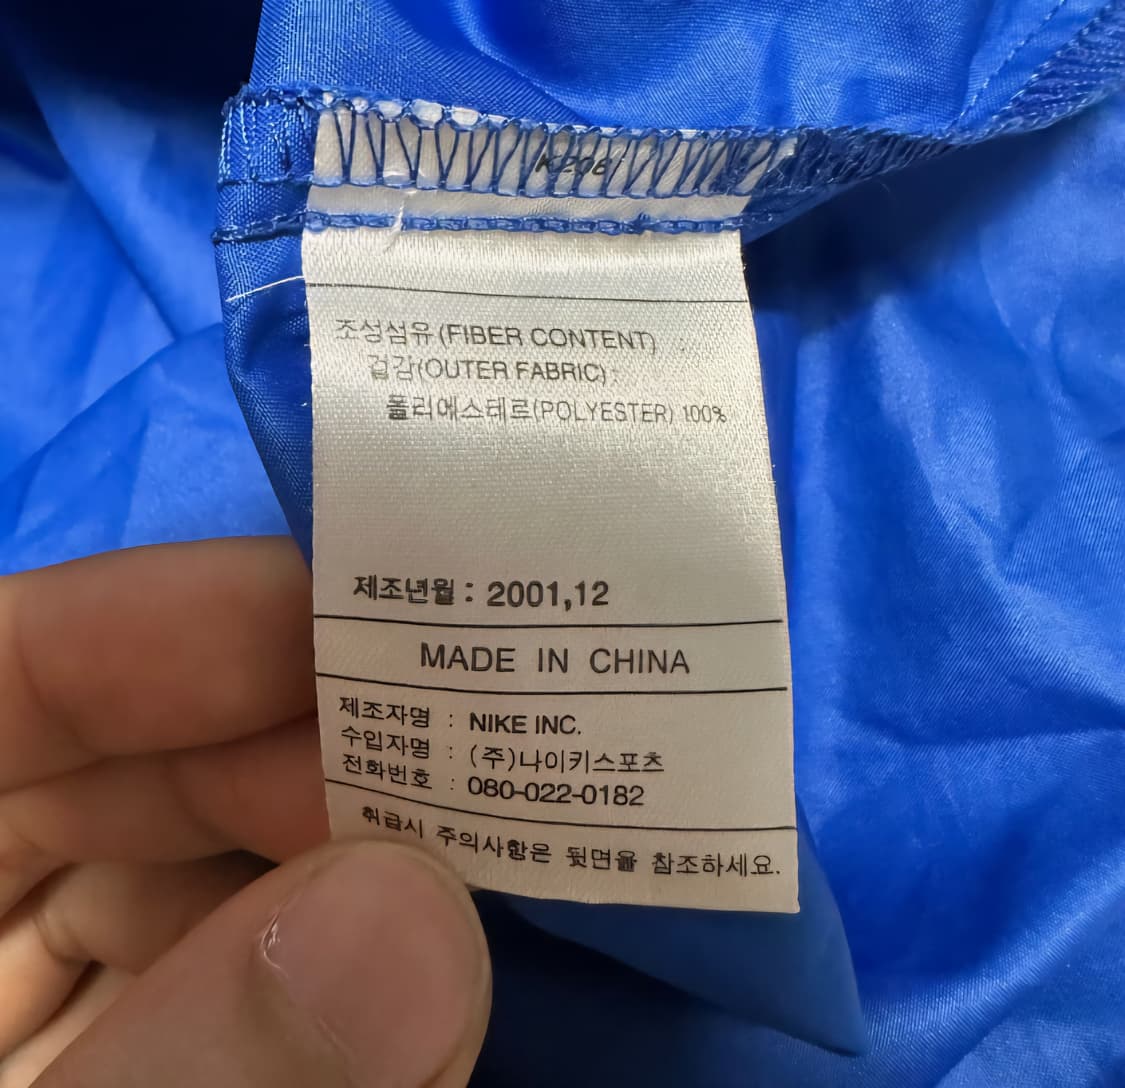 조성섬유(FIBER CONTENT) :
겉감(OUTER FABRIC) :
폴리에스테르(POLYESTER) 100%
제조년월 : 2001,12
MADE IN CHINA
제조자명 : NIKE INC.
수입자명 : (주)나이키스포츠
전화번호 : 080-022-0182
취급시 주의사항은 뒷면을 참조하세요.